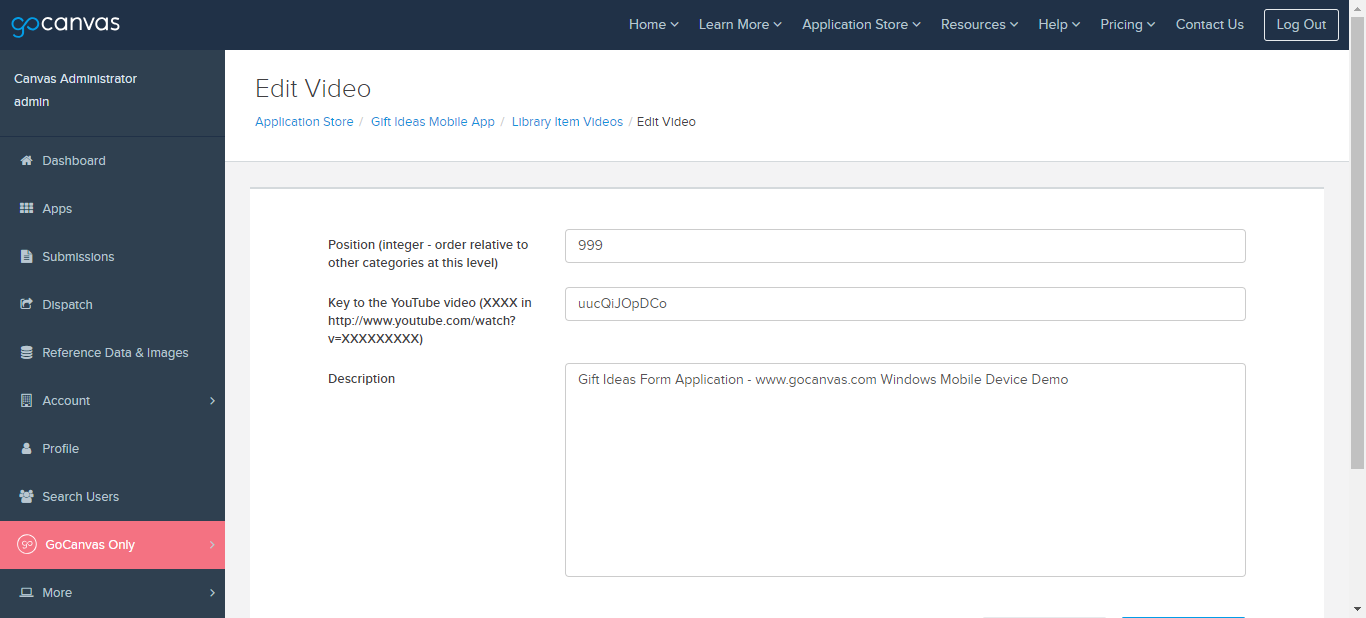 gocanvas
Home Learn More Application Store Resources Help Pricing Contact Us Log Out
Canvas Administrator
admin
Dashboard
Apps
Submissions
Dispatch
Reference Data & Images
Account
Profile
Search Users
go GoCanvas Only
More
Edit Video
Application Store / Gift Ideas Mobile App / Library Item Videos / Edit Video
Position (integer - order relative to
other categories at this level)
999
Key to the YouTube video (XXXX in
http://www.youtube.com/watch?
v=XXXXXXXXX)
uucQiJOpDCo
Description
Gift Ideas Form Application - www.gocanvas.com Windows Mobile Device Demo